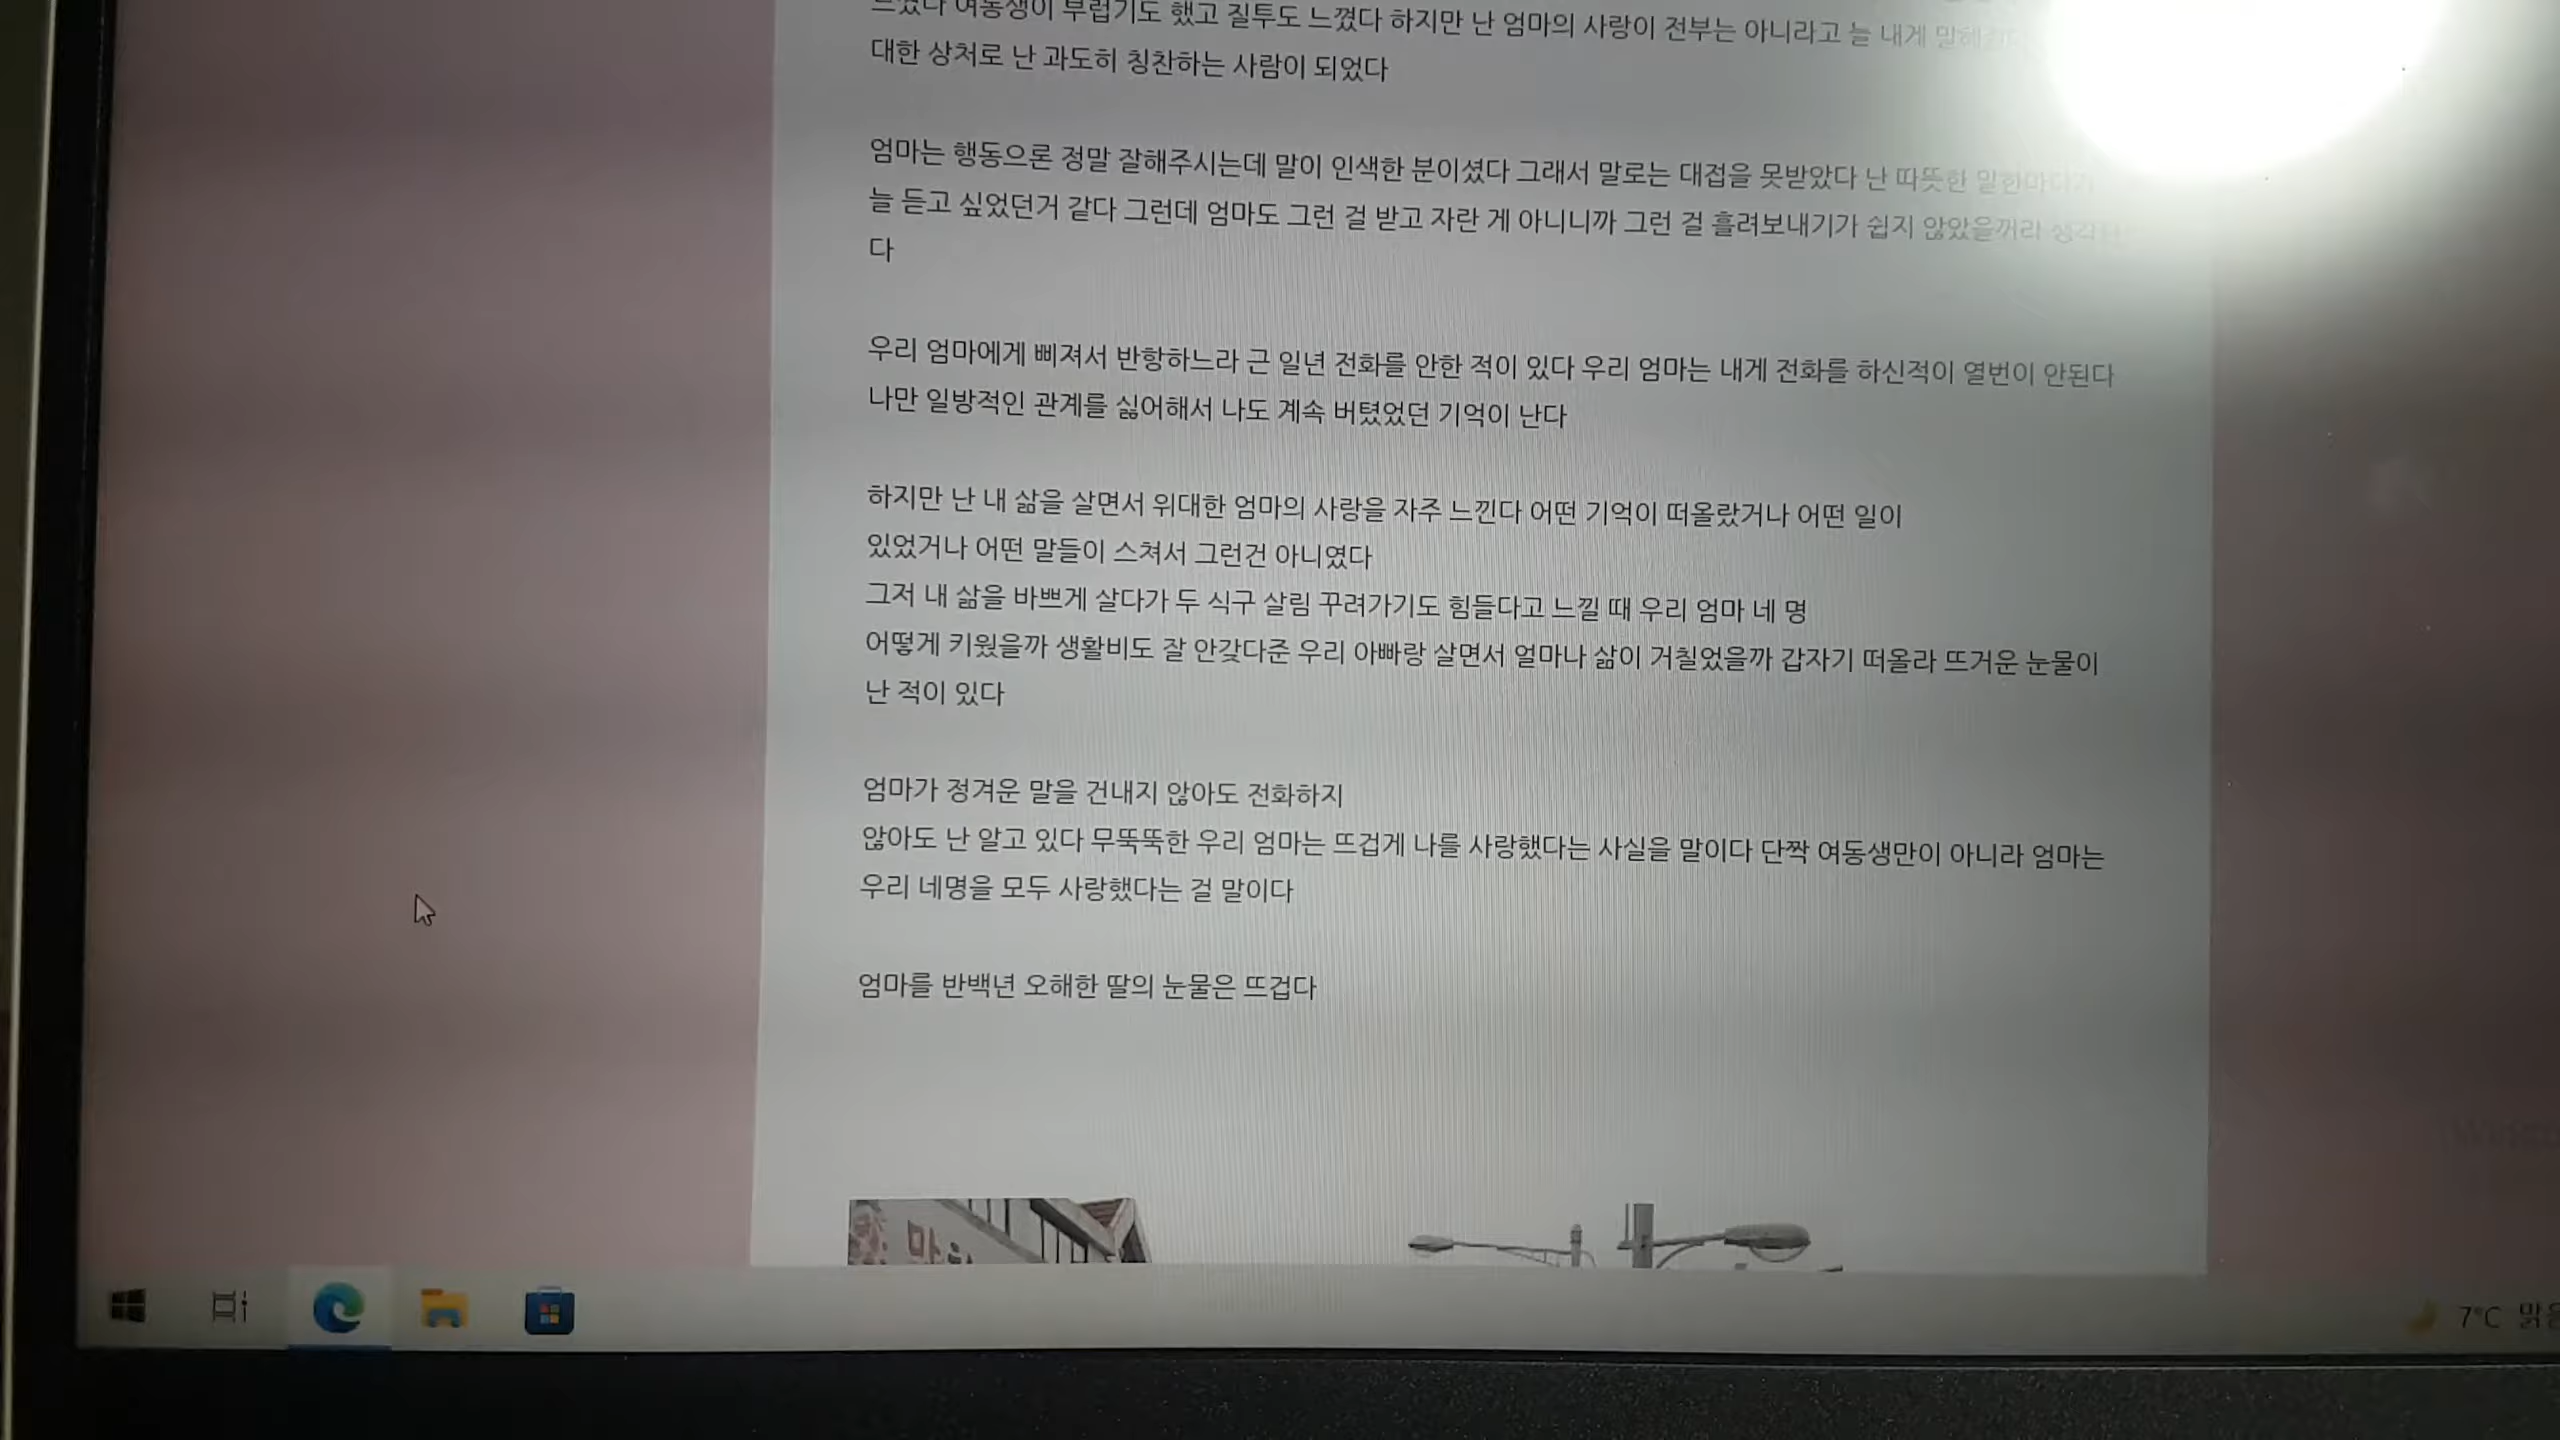 여동생이 부럽기도 했고 질투도 느꼈다 하지만 난 엄마의 사랑이 전부는 아니라고 늘 내게
대한 상처로 난 과도히 칭찬하는 사람이 되었다
엄마는 행동으론 정말 잘해주시는데 말이 인색한 분이셨다 그래서 말로는 대접을 못받았다 난 따뜻한
늘 듣고 싶었던거 같다 그런데 엄마도 그런 걸 받고 자란 게 아니니까 그런 걸 흘려보내기가 쉽지 않았을꺼라
다
우리 엄마에게 삐져서 반항하느라 근 일년 전화를 안한 적이 있다 우리 엄마는 내게 전화를 하신적이 열번이 안된다
나만 일방적인 관계를 싫어해서 나도 계속 버텼었던 기억이 난다
하지만 난 내 삶을 살면서 위대한 엄마의 사랑을 자주 느낀다 어떤 기억이 떠올랐거나 어떤 일이
있었거나 어떤 말들이 스쳐서 그런건 아니였다
그저 내 삶을 바쁘게 살다가 두 식구 살림 꾸려가기도 힘들다고 느낄 때 우리 엄마 네 명
어떻게 키웠을까 생활비도 잘 안갖다준 우리 아빠랑 살면서 얼마나 삶이 거칠었을까 갑자기 떠올라 뜨거운 눈물이
난 적이 있다
엄마가 정겨운 말을 건내지 않아도 전화하지
않아도 난 알고 있다 무뚝뚝한 우리 엄마는 뜨겁게 나를 사랑했다는 사실을 말이다 단짝 여동생만이 아니라 엄마는
우리 네명을 모두 사랑했다는 걸 말이다
엄마를 반백년 오해한 딸의 눈물은 뜨겁다
7°C